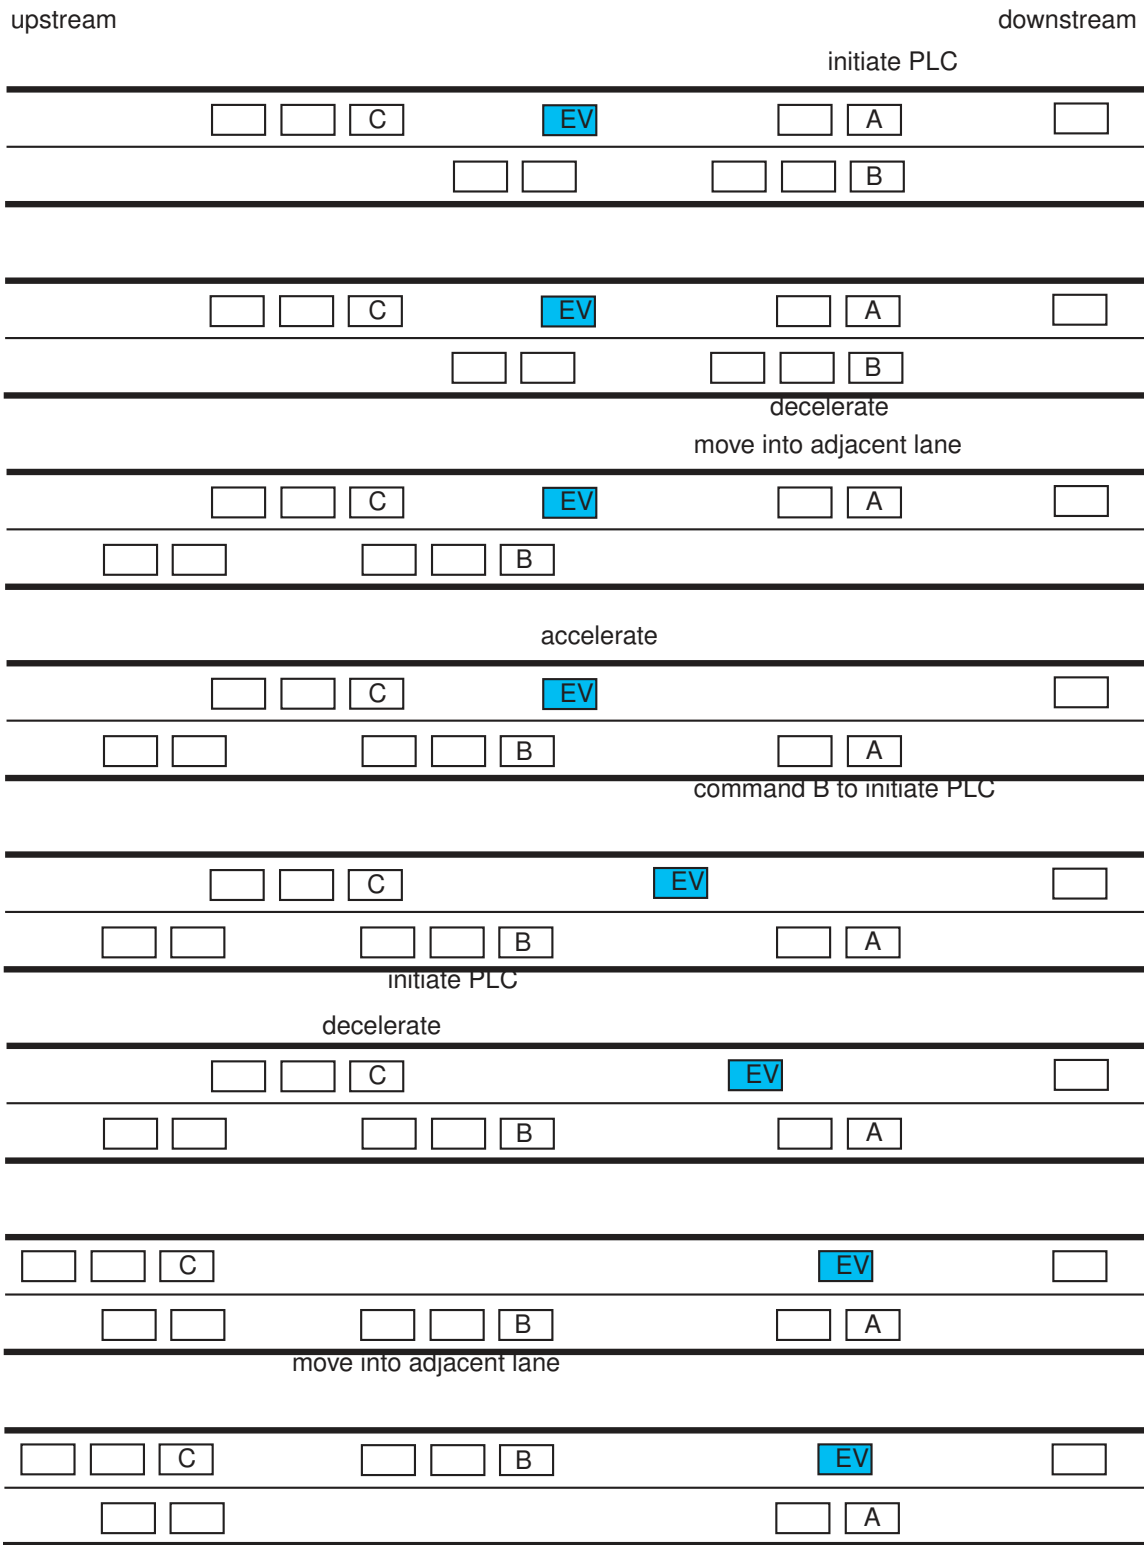 upstream downstream
initiate PLC
C EV A
B
C EV A
B
decelerate
move into adjacent lane
C EV A
B
accelerate
C EV
B A
command B to initiate PLC
C EV
B A
initiate PLC
decelerate
C EV
B A
C EV
B A
move into adjacent lane
C B EV
A